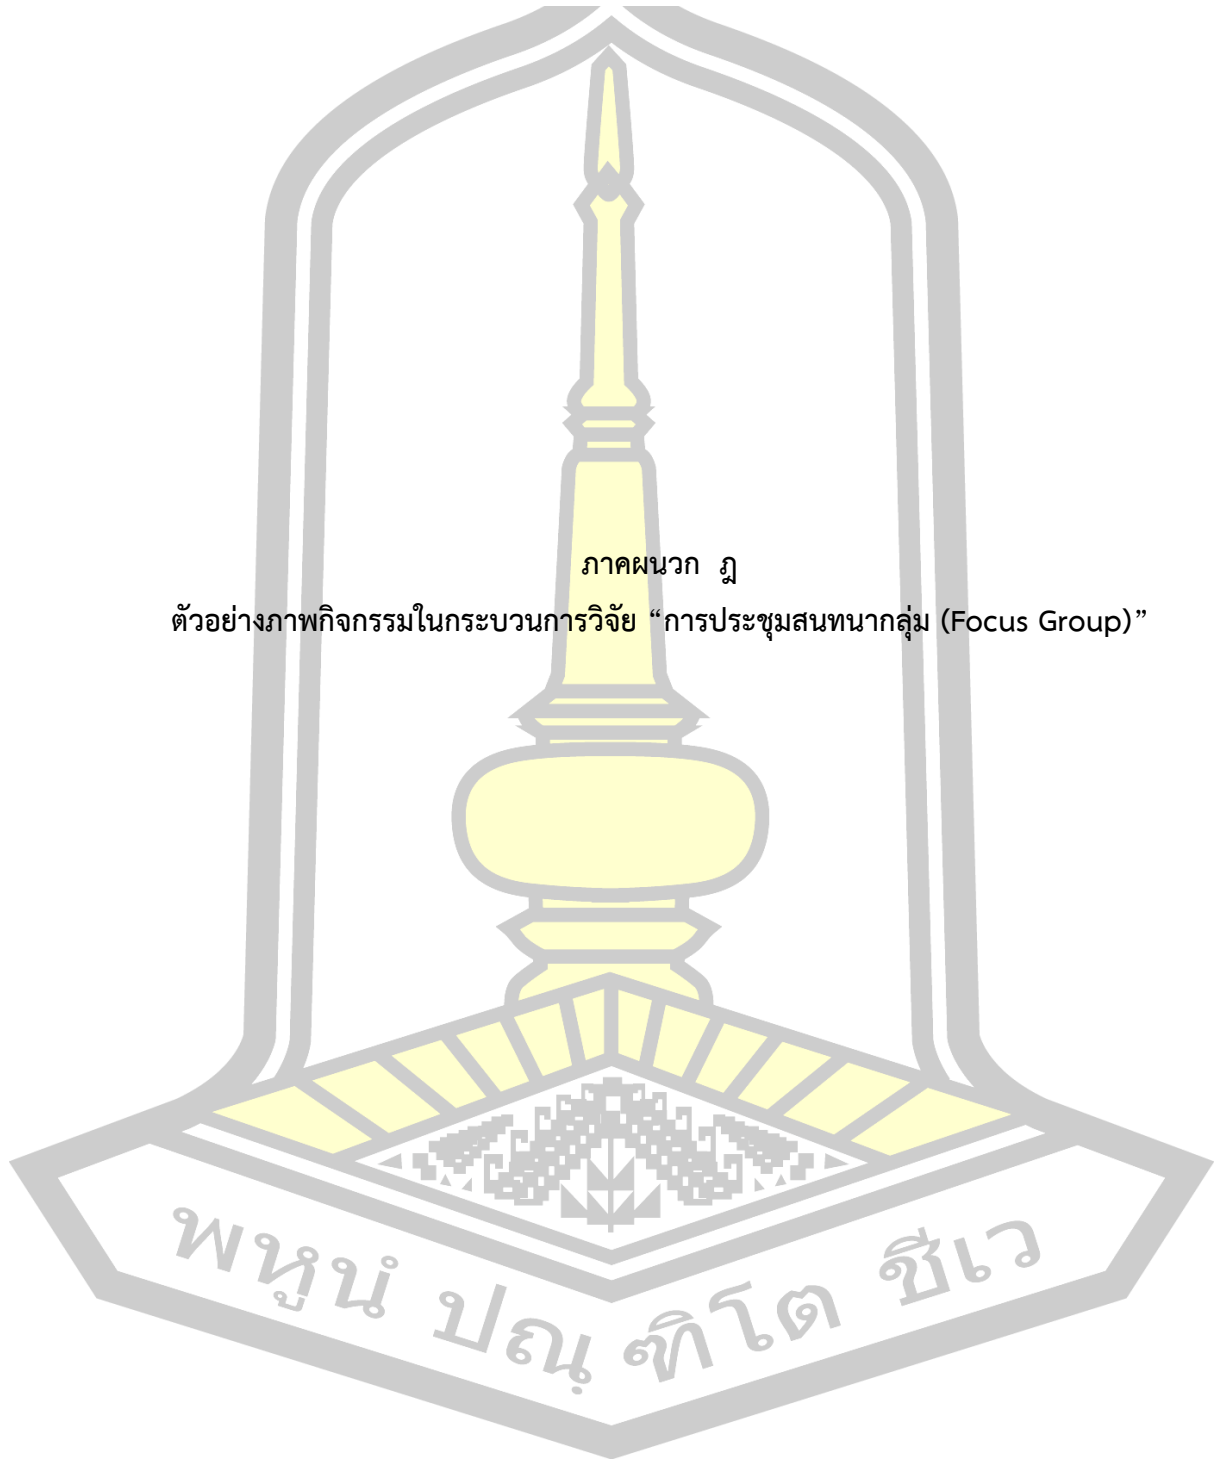 ภาคผนวก ฎ
ตัวอย่างภาพกิจกรรมในกระบวนการวิจัย “การประชุมสนทนากลุ่ม (Focus Group)”
พหูนํ ปณฺฑิโต ชีเว